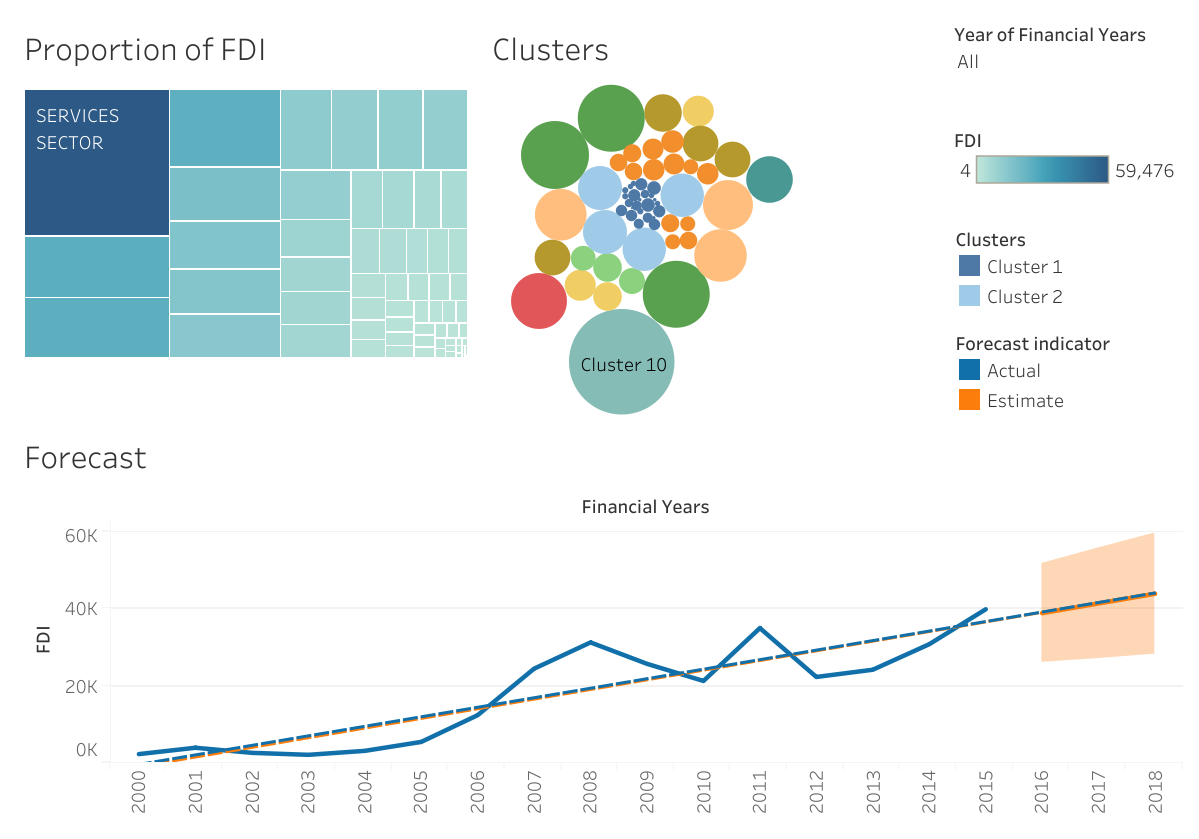 Proportion of FDI
SERVICES
SECTOR
Clusters
Cluster 10
Year of Financial Years
All
FDI
4
59,476
Clusters
Cluster 1
Cluster 2
Forecast indicator
Actual
Estimate
Forecast
Financial Years
FDI
60K
40K
20K
0K
2000
2001
2002
2003
2004
2005
2006
2007
2008
2009
2010
2011
2012
2013
2014
2015
2016
2017
2018